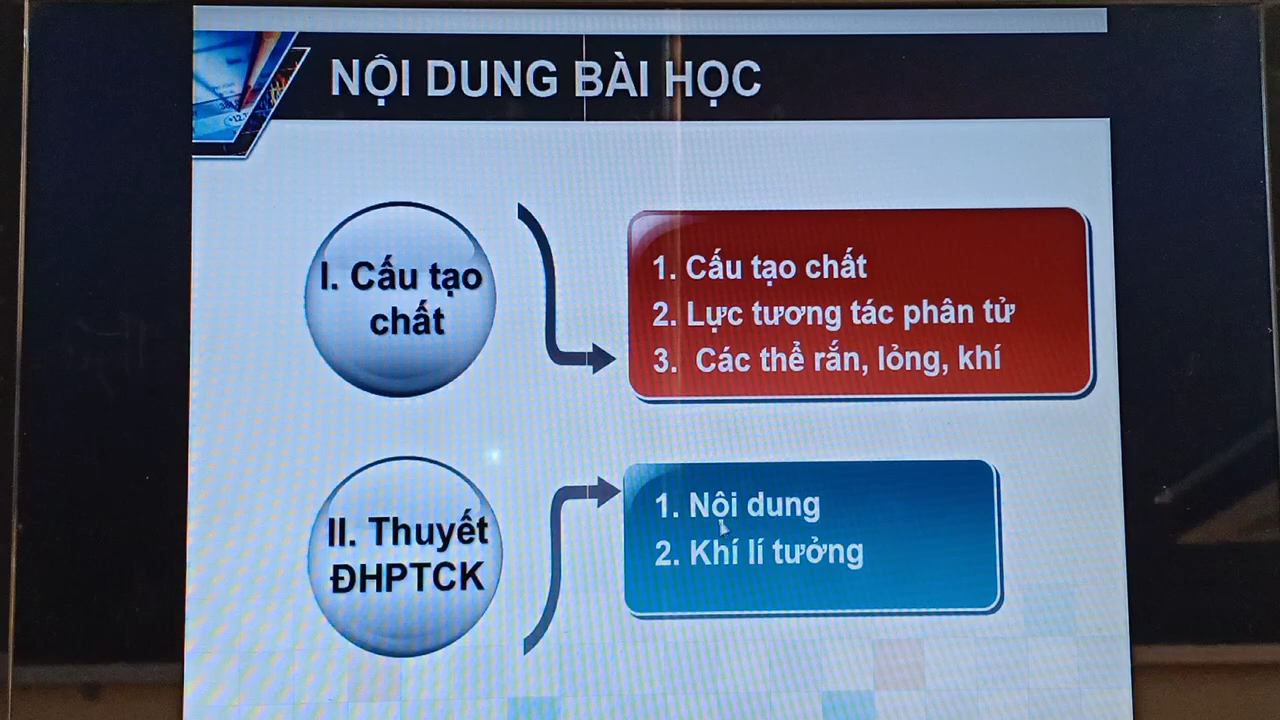 NỘI DUNG BÀI HỌC
I. Cấu tạo
chất
1. Cấu tạo chất
2. Lực tương tác phân tử
3. Các thể rắn, lỏng, khí
II. Thuyết
ĐHPTCK
1. Nội dung
2. Khí lí tưởng